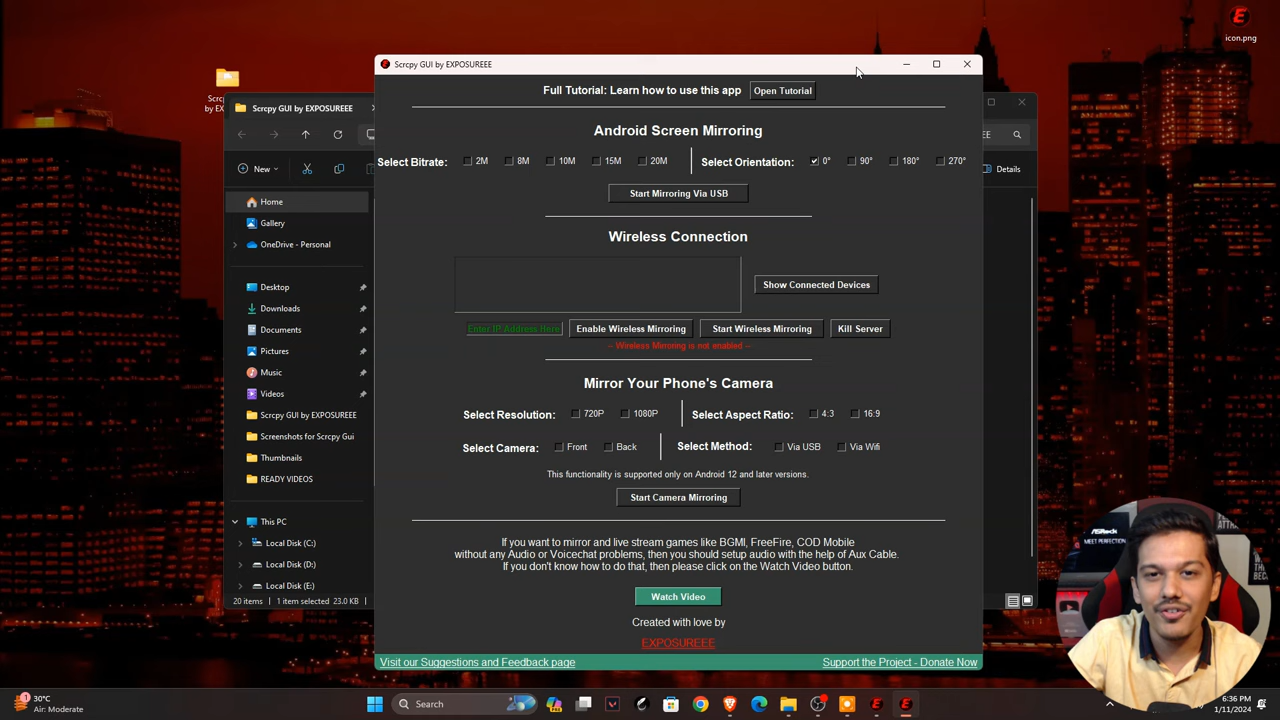 icon.png
Scrcpy GUI by EXPOSUREEE
Full Tutorial: Learn how to use this app
Open Tutorial
Android Screen Mirroring
Select Bitrate: 2M 8M 10M 15M 20M
Select Orientation: 0° 90° 180° 270°
Start Mirroring Via USB
Wireless Connection
Show Connected Devices
Enter IP Address Here
Enable Wireless Mirroring
Start Wireless Mirroring
Kill Server
-- Wireless Mirroring is not enabled --
Mirror Your Phone's Camera
Select Resolution: 720P 1080P
Select Aspect Ratio: 4:3 16:9
Select Camera: Front Back
Select Method: Via USB Via Wifi
This functionality is supported only on Android 12 and later versions.
Start Camera Mirroring
If you want to mirror and live stream games like BGMI, FreeFire, COD Mobile
without any Audio or Voicechat problems, then you should setup audio with the help of Aux Cable.
If you don't know how to do that, then please click on the Watch Video button.
Watch Video
Created with love by
EXPOSUREEE
Visit our Suggestions and Feedback page
Support the Project - Donate Now
Scrcpy GUI by EXPOSUREEE
New
Details
Home
Gallery
OneDrive - Personal
Desktop
Downloads
Documents
Pictures
Music
Videos
Scrcpy GUI by EXPOSUREEE
Screenshots for Scrcpy Gui
Thumbnails
READY VIDEOS
This PC
Local Disk (C:)
Local Disk (D:)
Local Disk (E:)
20 items
1 item selected 23.0 KB
ASRock
MEET PERFECTION
30°C
Air: Moderate
Search
6:36 PM
1/11/2024